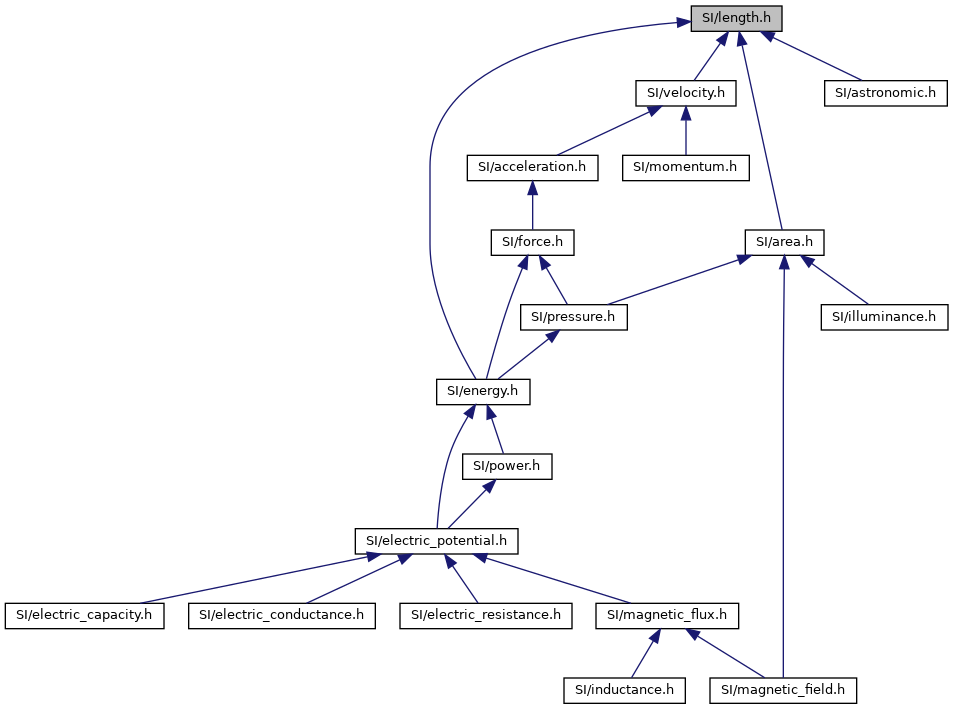 SI/length.h
SI/velocity.h
SI/astronomic.h
SI/acceleration.h
SI/momentum.h
SI/force.h
SI/area.h
SI/pressure.h
SI/illuminance.h
SI/energy.h
SI/power.h
SI/electric_potential.h
SI/electric_capacity.h
SI/electric_conductance.h
SI/electric_resistance.h
SI/magnetic_flux.h
SI/inductance.h
SI/magnetic_field.h